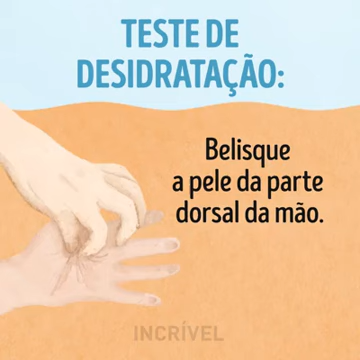 TESTE DE
DESIDRATAÇÃO:
Belisque
a pele da parte
dorsal da mão.
INCRÍVEL